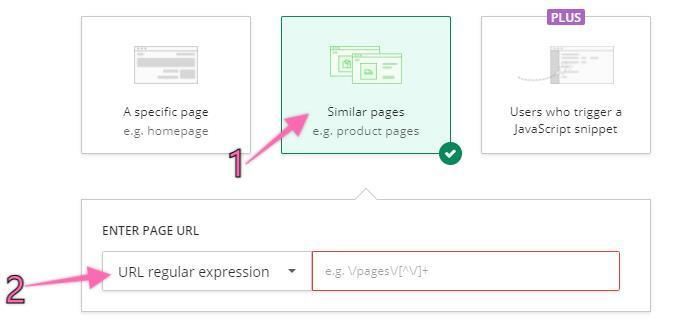 PLUS
A specific page
e.g. homepage
Similar pages
e.g. product pages
Users who trigger a
JavaScript snippet
1
ENTER PAGE URL
2
URL regular expression
e.g. \/pages\/[^\/]+